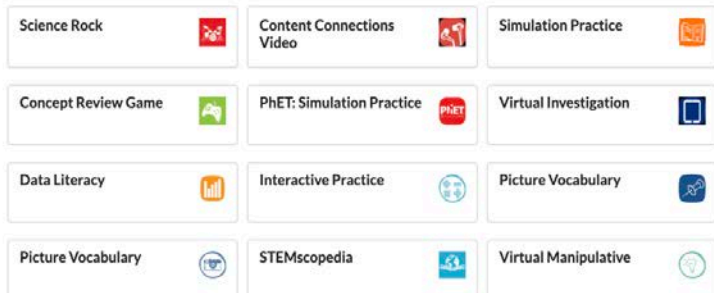 Science Rock
Content Connections
Video
Simulation Practice
Concept Review Game
PhET: Simulation Practice
PhET
Virtual Investigation
Data Literacy
Interactive Practice
Picture Vocabulary
Picture Vocabulary
STEMscopedia
Virtual Manipulative